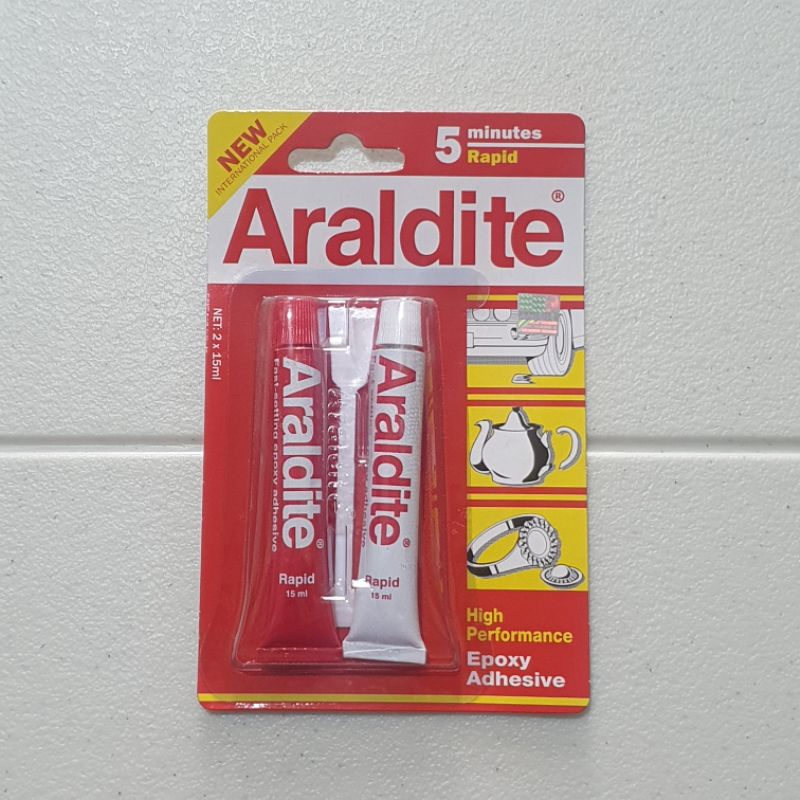 NEW
INTERNATIONAL PACK
5 minutes
Rapid
Araldite®
NET: 2 x 15ml
Araldite®
Fast-setting epoxy adhesive
Rapid
15 ml
Araldite®
Rapid
15 ml
High
Performance
Epoxy
Adhesive